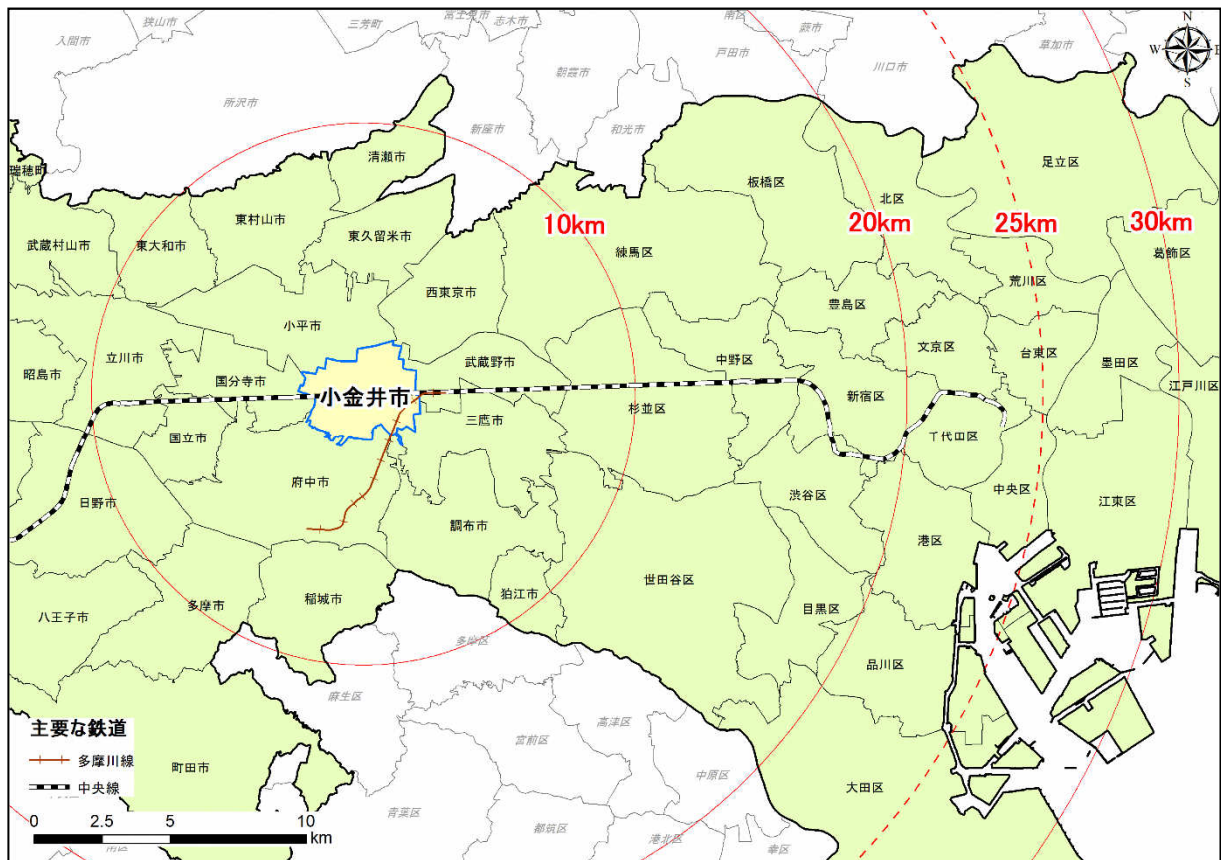 狭山市
三芳町
富士見市
志木市
南区
蕨市
草加市
入間市
戸田市
川口市
朝霞市
所沢市
新座市
和光市
N
W
E
S
清瀬市
足立区
瑞穂町
板橋区
北区
東村山市
東久留米市
10km
20km
25km
30km
武蔵村山市
東大和市
練馬区
葛飾区
西東京市
荒川区
豊島区
小平市
文京区
台東区
立川市
武蔵野市
中野区
墨田区
昭島市
国分寺市
江戸川区
小金井市
杉並区
新宿区
三鷹市
国立市
千代田区
府中市
日野市
渋谷区
中央区
江東区
調布市
港区
世田谷区
狛江市
稲城市
多摩市
八王子市
目黒区
多摩区
品川区
麻生区
高津区
主要な鉄道
宮前区
多摩川線
町田市
中原区
中央線
大田区
青葉区
都筑区
港北区
幸区
0 2.5 5 10
km